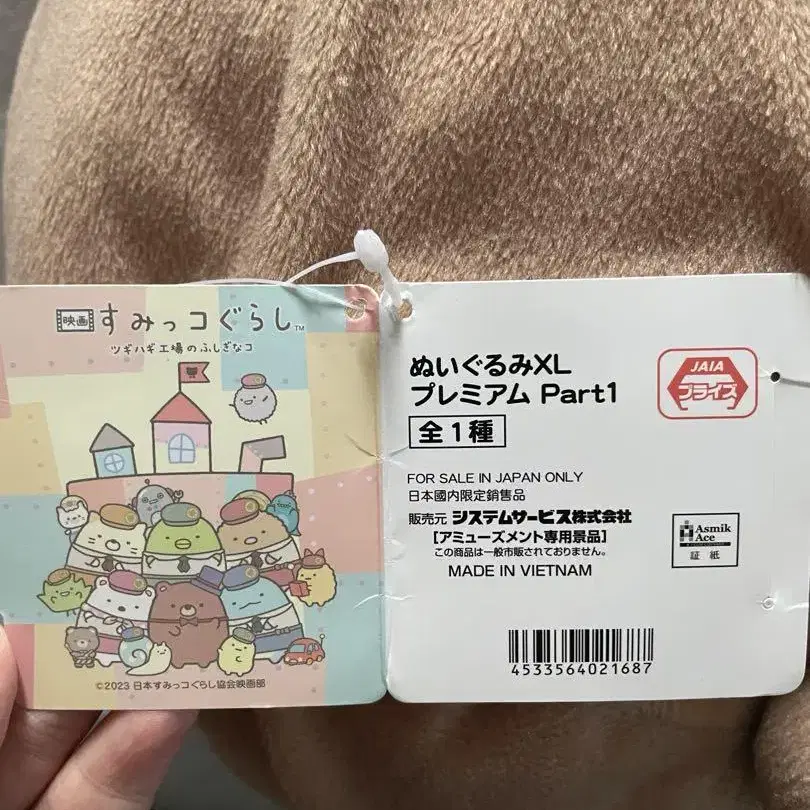 映画 すみっコぐらし™
ツギハギ工場のふしぎなコ
©2023 日本すみっコぐらし協会映画部
ぬいぐるみXL
プレミアム Part1
全1種
JAIA
プライズ
FOR SALE IN JAPAN ONLY
日本國内限定銷售品
販売元 システムサービス株式会社
[アミューズメント専用景品]
この商品は一般市販されておりません。
MADE IN VIETNAM
Asmik
Ace
証紙
4533564021687